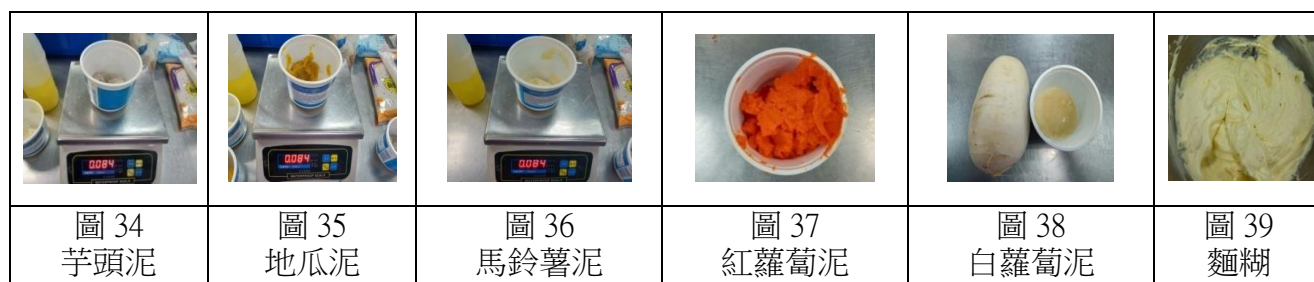 0.084
0.084
0.084
圖 34
芋頭泥
圖 35
地瓜泥
圖 36
馬鈴薯泥
圖 37
紅蘿蔔泥
圖 38
白蘿蔔泥
圖 39
麵糊